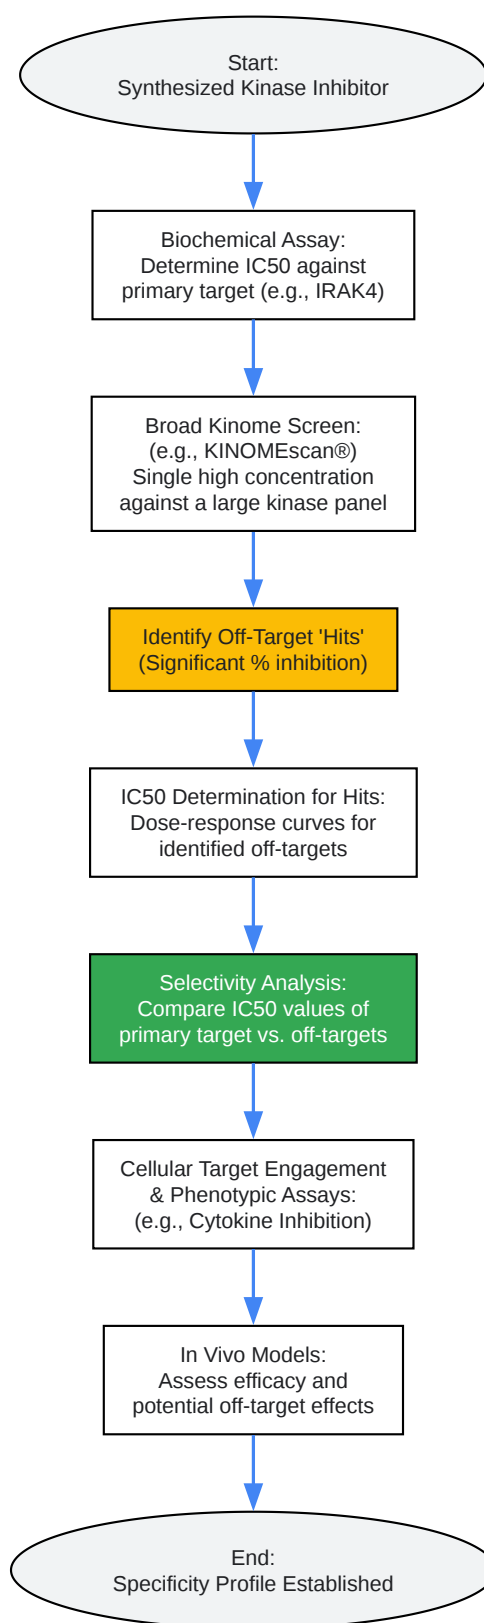 Start:
Synthesized Kinase Inhibitor
Biochemical Assay:
Determine IC50 against
primary target (e.g., IRAK4)
Broad Kinome Screen:
(e.g., KINOMEscan®)
Single high concentration
against a large kinase panel
Identify Off-Target 'Hits'
(Significant % inhibition)
IC50 Determination for Hits:
Dose-response curves for
identified off-targets
Selectivity Analysis:
Compare IC50 values of
primary target vs. off-targets
Cellular Target Engagement
& Phenotypic Assays:
(e.g., Cytokine Inhibition)
In Vivo Models:
Assess efficacy and
potential off-target effects
End:
Specificity Profile Established